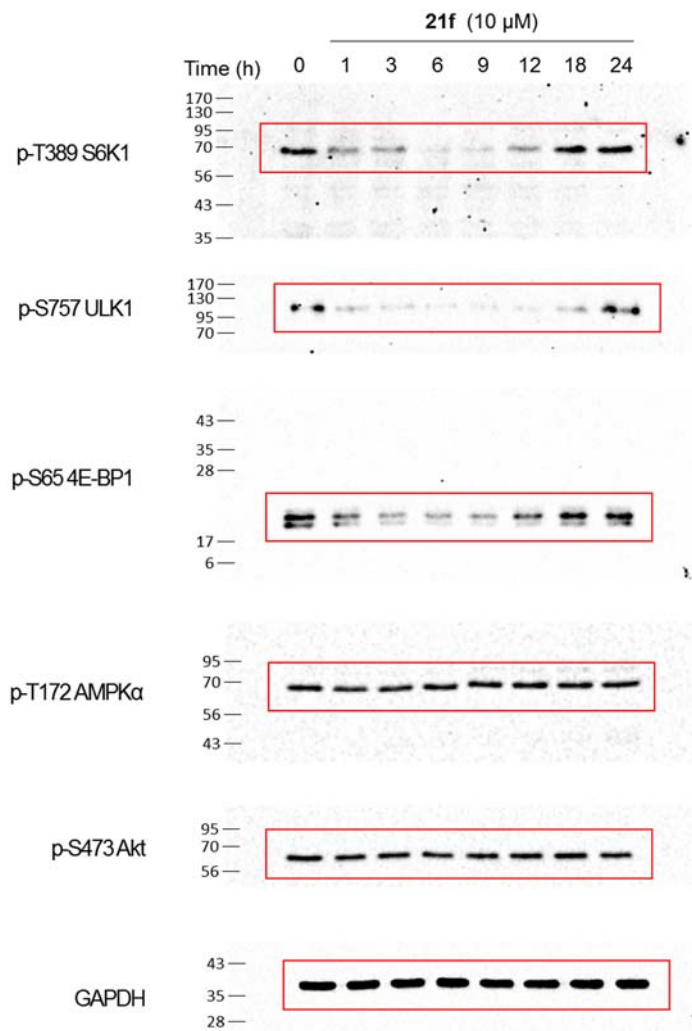 21f (10 µM)
Time (h) 0 1 3 6 9 12 18 24
170
130
95
p-T389 S6K1 70
56
43
35
170
p-S757 ULK1 130
95
70
43
35
28
p-S65 4E-BP1
17
6
95
p-T172 AMPKα 70
56
43
95
p-S473 Akt 70
56
43
GAPDH 35
28